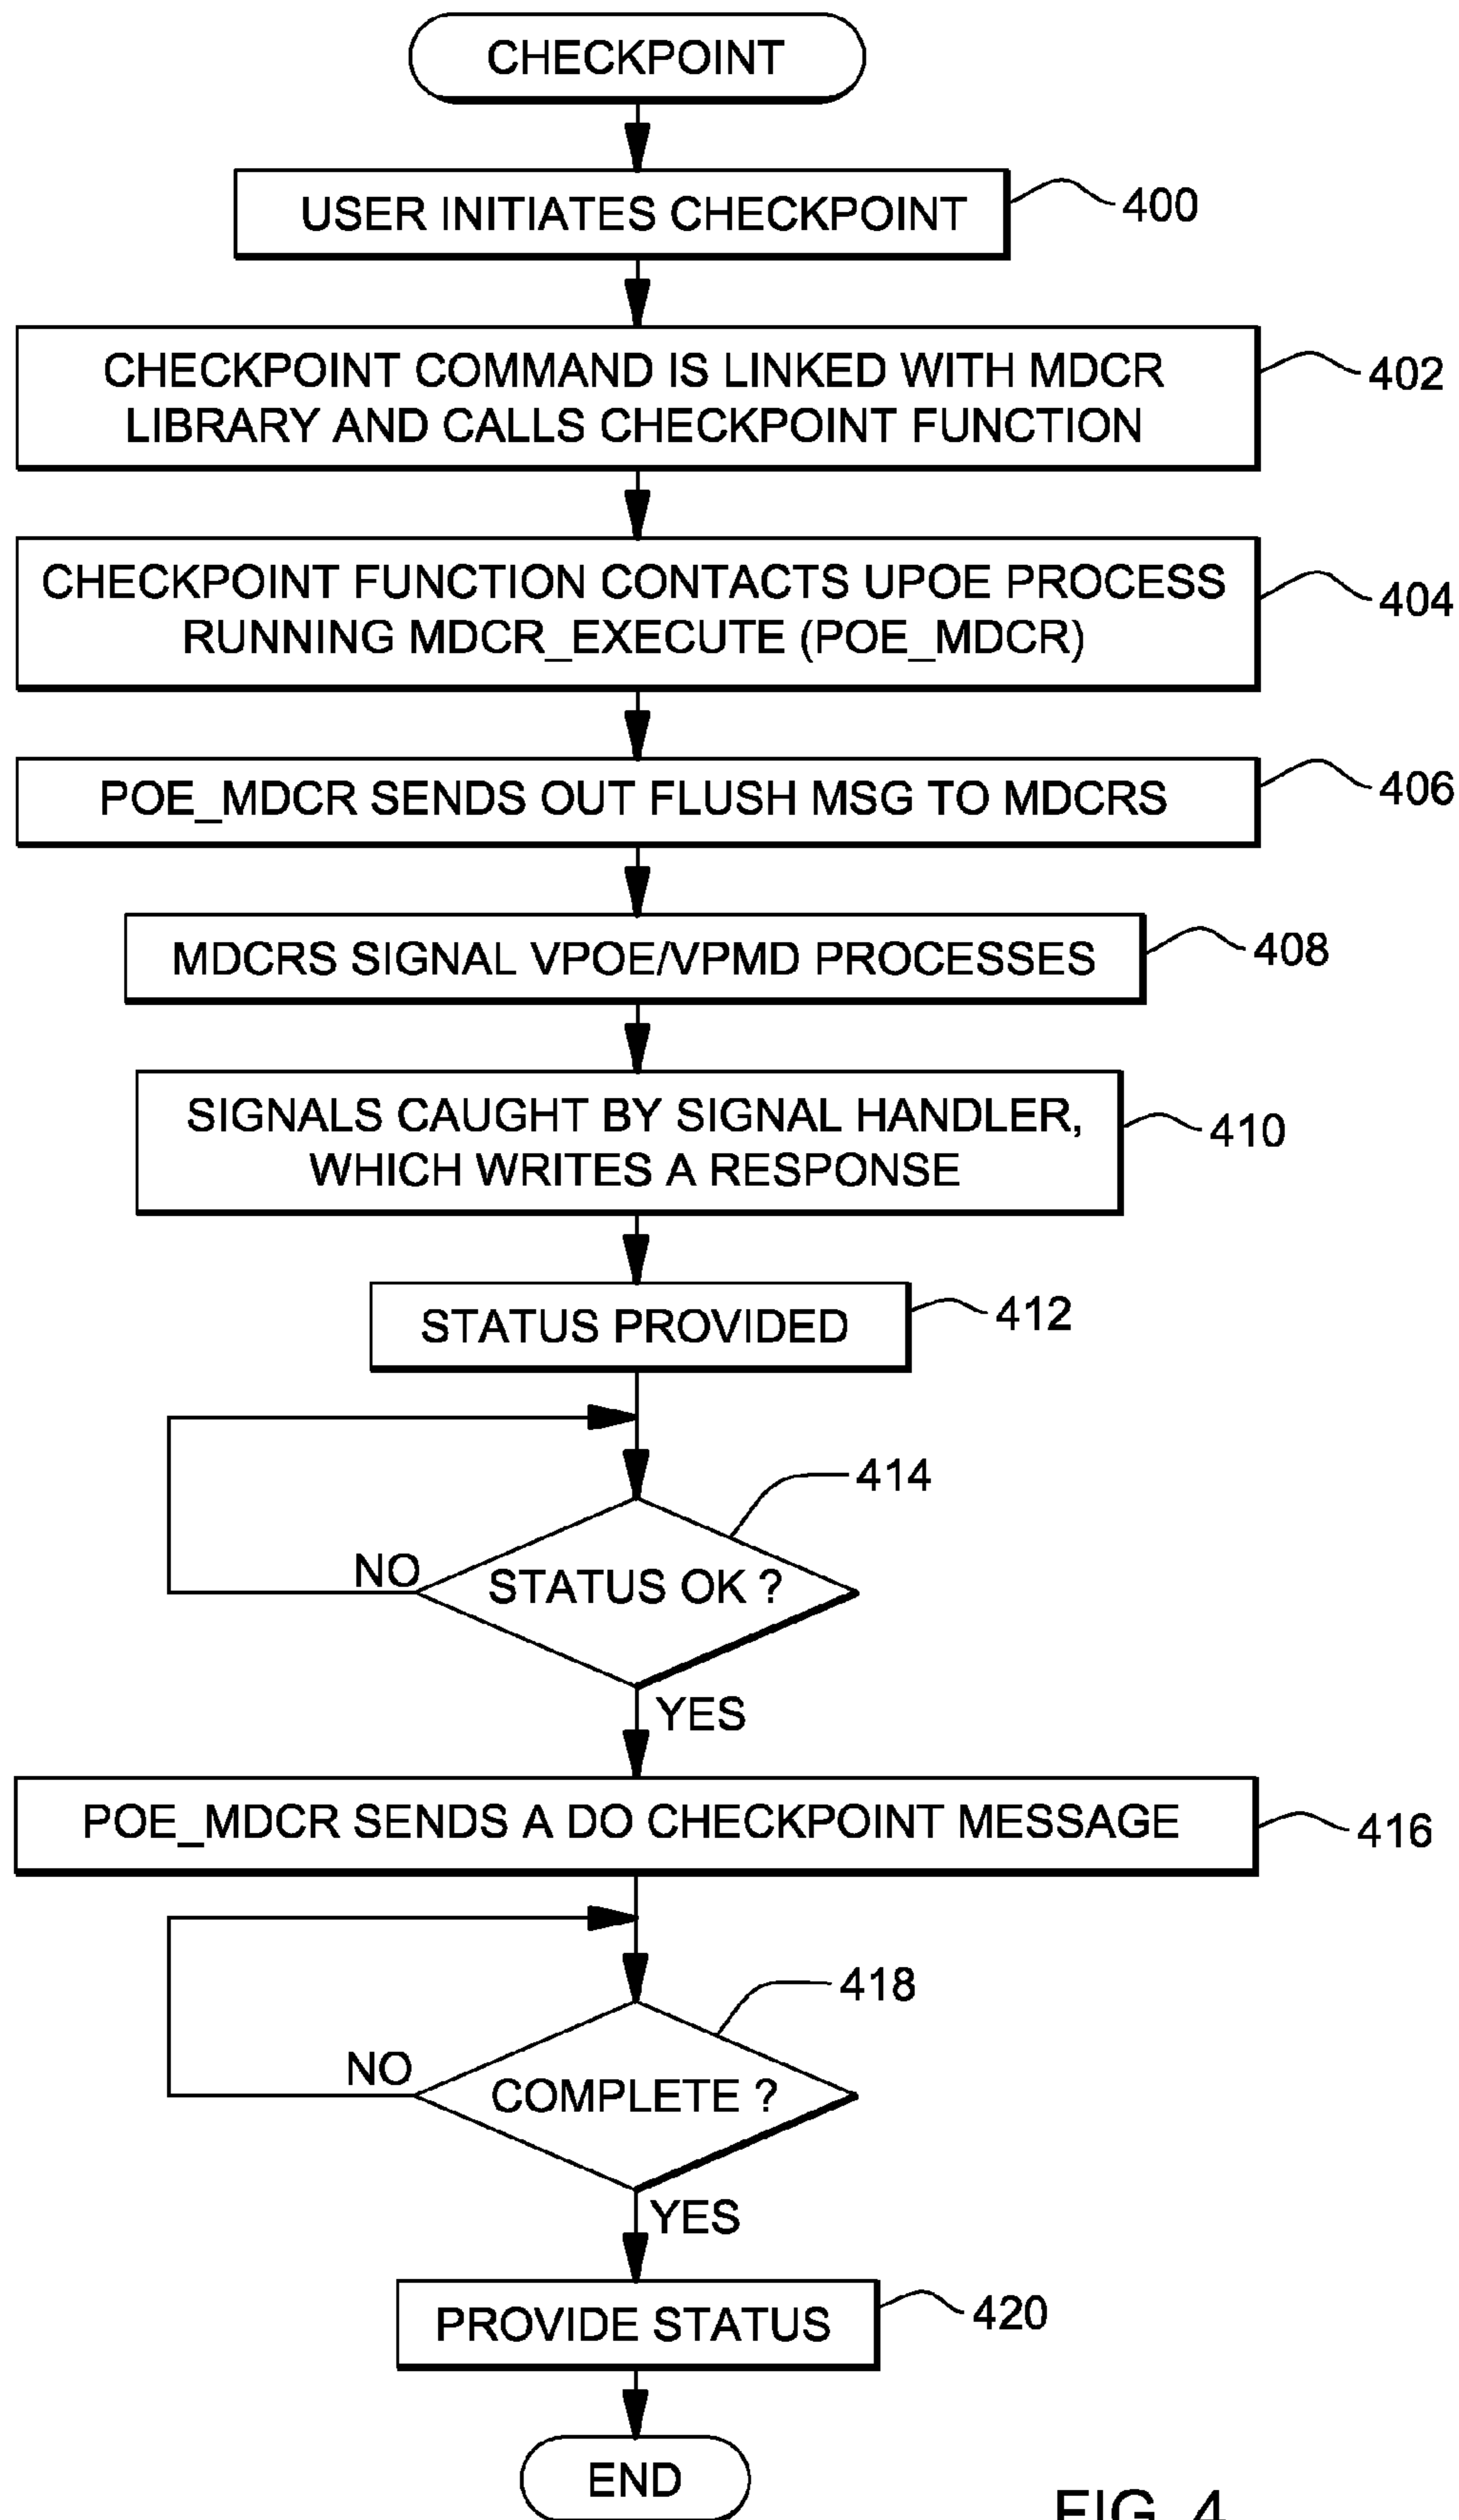 CHECKPOINT
USER INITIATES CHECKPOINT
400
CHECKPOINT COMMAND IS LINKED WITH MDCR
LIBRARY AND CALLS CHECKPOINT FUNCTION
402
CHECKPOINT FUNCTION CONTACTS UPOE PROCESS
RUNNING MDCR_EXECUTE (POE_MDCR)
404
POE_MDCR SENDS OUT FLUSH MSG TO MDCRS
406
MDCRS SIGNAL VPOE/VPMD PROCESSES
408
SIGNALS CAUGHT BY SIGNAL HANDLER,
WHICH WRITES A RESPONSE
410
STATUS PROVIDED
412
414
NO
STATUS OK ?
YES
POE_MDCR SENDS A DO CHECKPOINT MESSAGE
416
418
NO
COMPLETE ?
YES
PROVIDE STATUS
420
END
FIG. 4